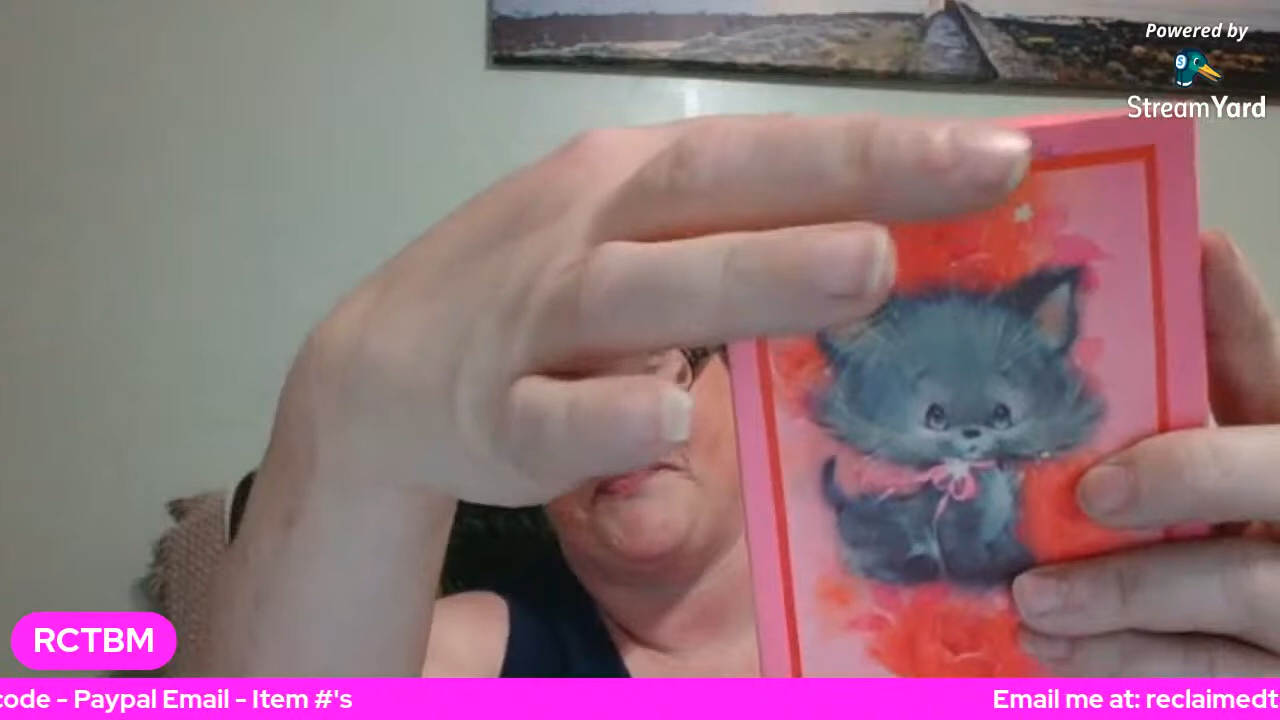 Powered by
StreamYard
RCTBM
code - Paypal Email - Item #'s
Email me at: reclaimedt